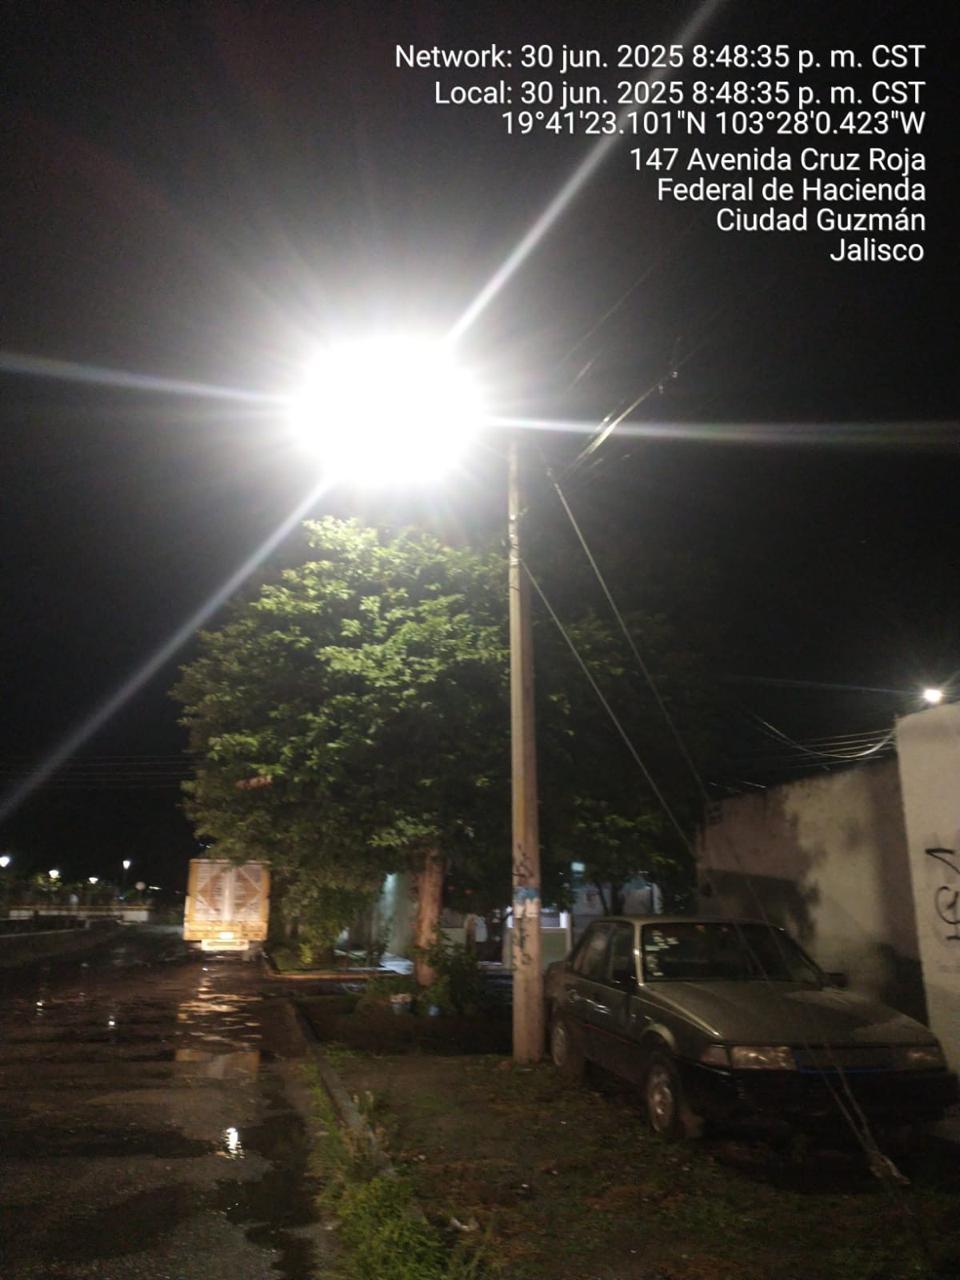 Network: 30 jun. 2025 8:48:35 p. m. CST
Local: 30 jun. 2025 8:48:35 p. m. CST
19°41'23.101"N 103°28'0.423"W
147 Avenida Cruz Roja
Federal de Hacienda
Ciudad Guzmán
Jalisco